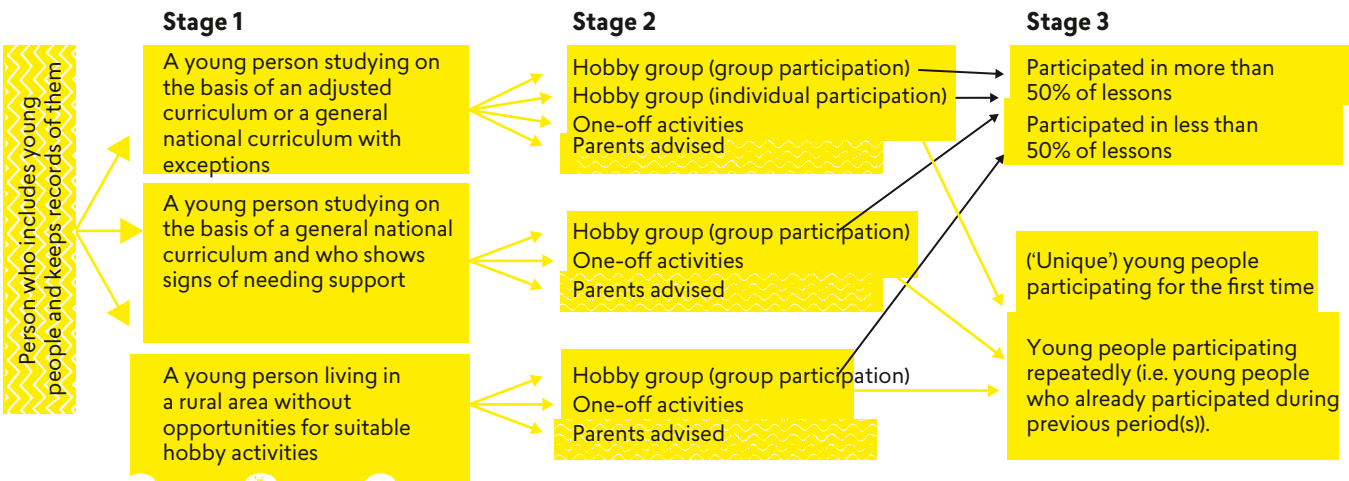 Stage 1
Stage 2
Stage 3
Person who includes young
people and keeps records of them
A young person studying on
the basis of an adjusted
curriculum or a general
national curriculum with
exceptions
A young person studying on
the basis of a general national
curriculum and who shows
signs of needing support
A young person living in
a rural area without
opportunities for suitable
hobby activities
Hobby group (group participation)
Hobby group (individual participation)
One-off activities
Parents advised
Hobby group (group participation)
One-off activities
Parents advised
Hobby group (group participation)
One-off activities
Parents advised
Participated in more than
50% of lessons
Participated in less than
50% of lessons
(‘Unique’) young people
participating for the first time
Young people participating
repeatedly (i.e. young people
who already participated during
previous period(s)).